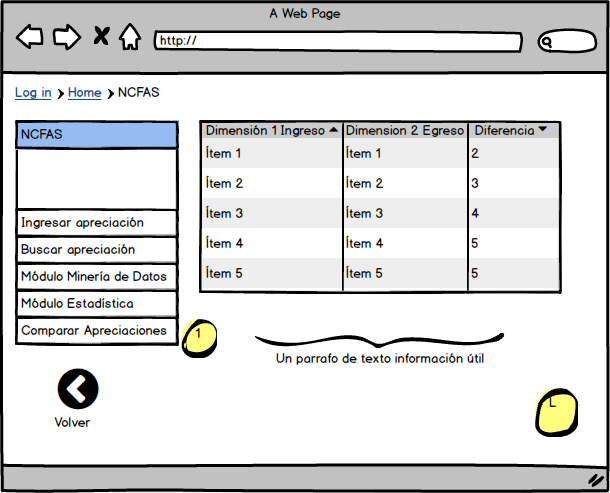 A Web Page
http://
Log in Home NCFAS
NCFAS
Ingresar apreciación
Buscar apreciación
Módulo Minería de Datos
Módulo Estadística
Comparar Apreciaciones
Dimensión 1 Ingreso Dimension 2 Egreso Diferencia
Ítem 1 Ítem 1 2
Ítem 2 Ítem 2 3
Ítem 3 Ítem 3 4
Ítem 4 Ítem 4 5
Ítem 5 Ítem 5 5
1
Un parrafo de texto información útil
Volver
L